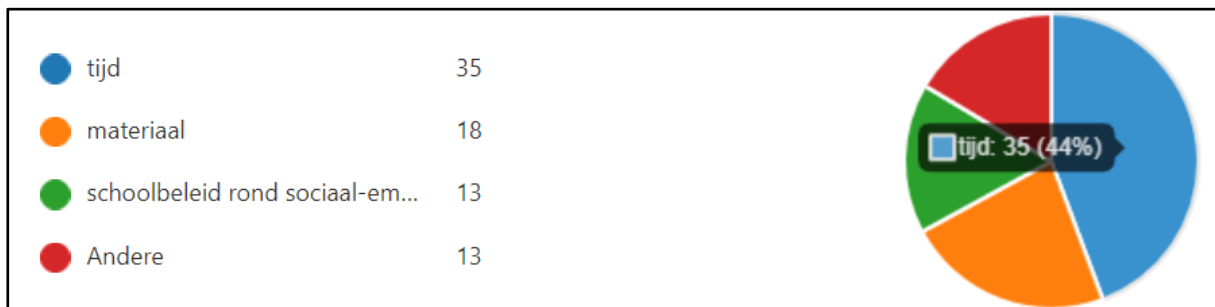 tijd 35
materiaal 18
schoolbeleid rond sociaal-em... 13
Andere 13
tijd: 35 (44%)